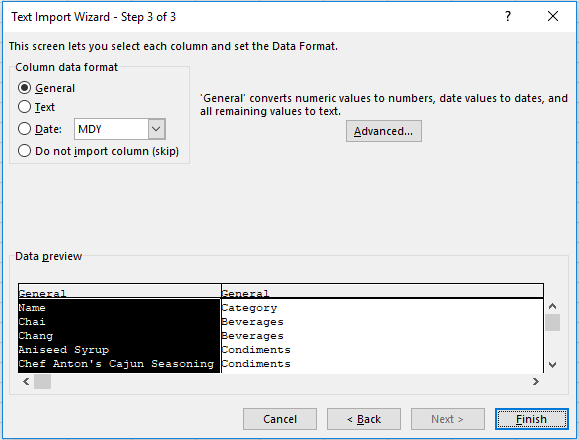 Text Import Wizard - Step 3 of 3
?
This screen lets you select each column and set the Data Format.
Column data format
General
Text
Date: MDY
Do not import column (skip)
'General' converts numeric values to numbers, date values to dates, and
all remaining values to text.
Advanced...
Data preview
General General
Name Category
Chai Beverages
Chang Beverages
Aniseed Syrup Condiments
Chef Anton's Cajun Seasoning Condiments
Cancel < Back Next > Finish